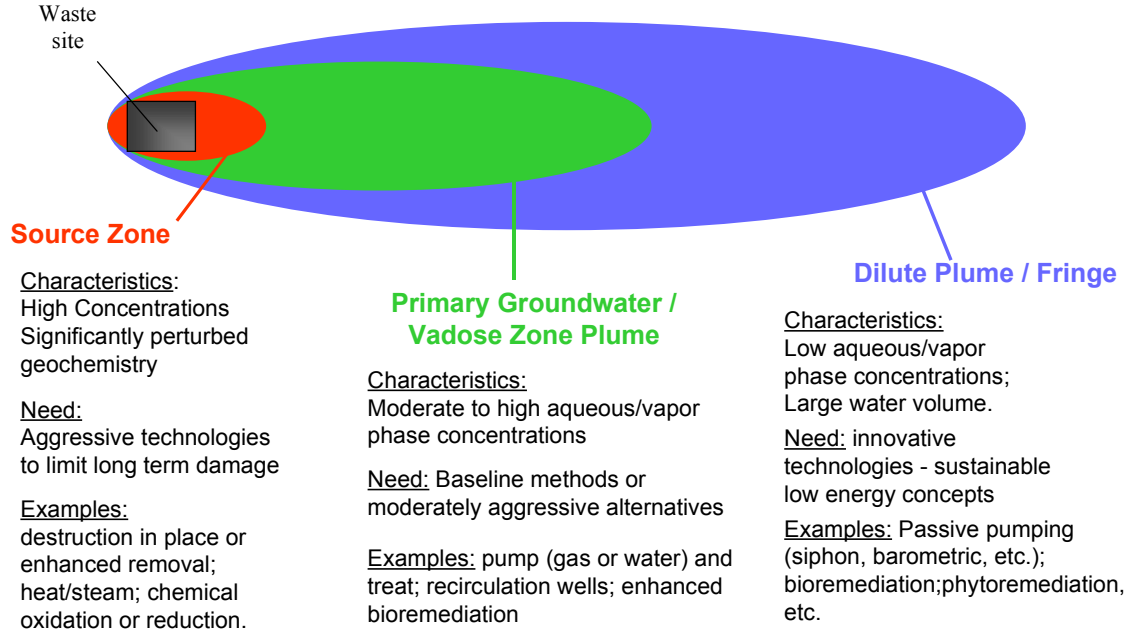 Waste
site
Source Zone
Characteristics:
High Concentrations
Significantly perturbed
geochemistry
Need:
Aggressive technologies
to limit long term damage
Examples:
destruction in place or
enhanced removal;
heat/steam; chemical
oxidation or reduction.
Primary Groundwater /
Vadose Zone Plume
Characteristics:
Moderate to high aqueous/vapor
phase concentrations
Need: Baseline methods or
moderately aggressive alternatives
Examples: pump (gas or water) and
treat; recirculation wells; enhanced
bioremediation
Dilute Plume / Fringe
Characteristics:
Low aqueous/vapor
phase concentrations;
Large water volume.
Need: innovative
technologies - sustainable
low energy concepts
Examples: Passive pumping
(siphon, barometric, etc.);
bioremediation;phytoremediation,
etc.